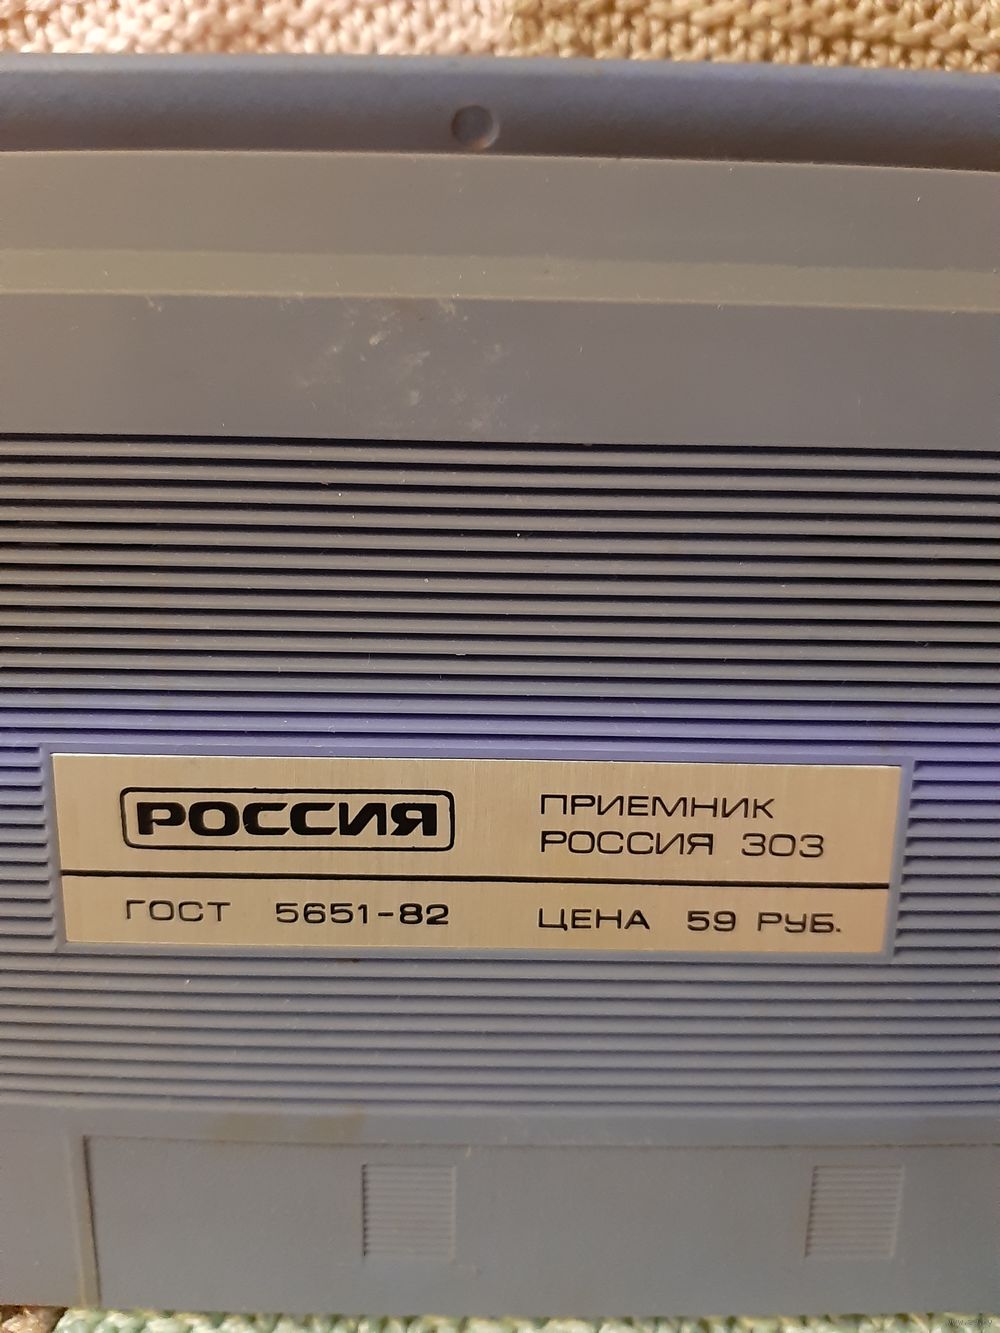 РОССИЯ
ПРИЕМНИК
РОССИЯ 303
ГОСТ 5651-82
ЦЕНА 59 РУБ.